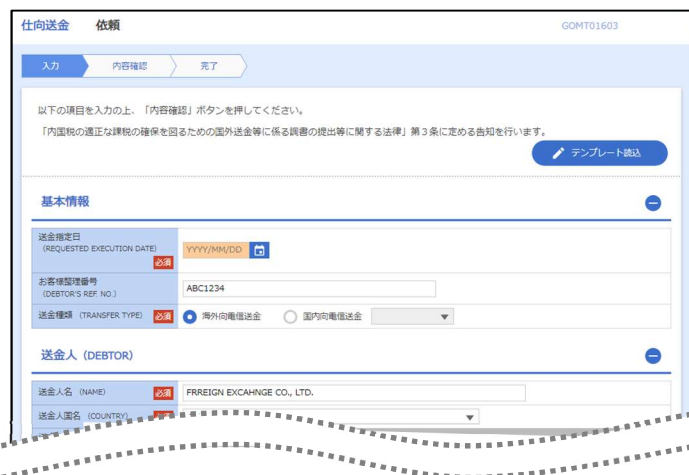 仕向送金 依頼 GOMT01603
入力 内容確認 完了
以下の項目を入力の上、「内容確認」ボタンを押してください。
「内国税の適正な課税の確保を図るための国外送金等に係る調書の提出等に関する法律」第３条に定める告知を行います。
テンプレート読込
基本情報
送金指定日
(REQUESTED EXECUTION DATE)
必須
YYYY/MM/DD
お客様整理番号
(DEBTOR'S REF. NO.)
ABC1234
送金種類 (TRANSFER TYPE) 必須 海外向電信送金 国内向電信送金
送金人 (DEBTOR)
送金人名 (NAME) 必須 FRREIGN EXCAHNGE CO., LTD.
送金人国名 (COUNTRY)